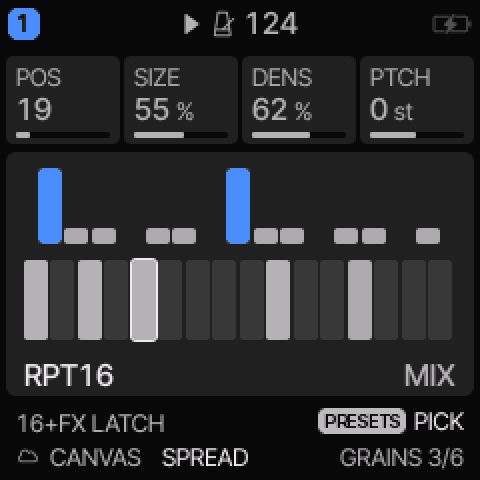 1 124
POS SIZE DENS PTCH
19 55 % 62 % 0 st
RPT16 MIX
16+FX LATCH PRESETS PICK
CANVAS SPREAD GRAINS 3/6